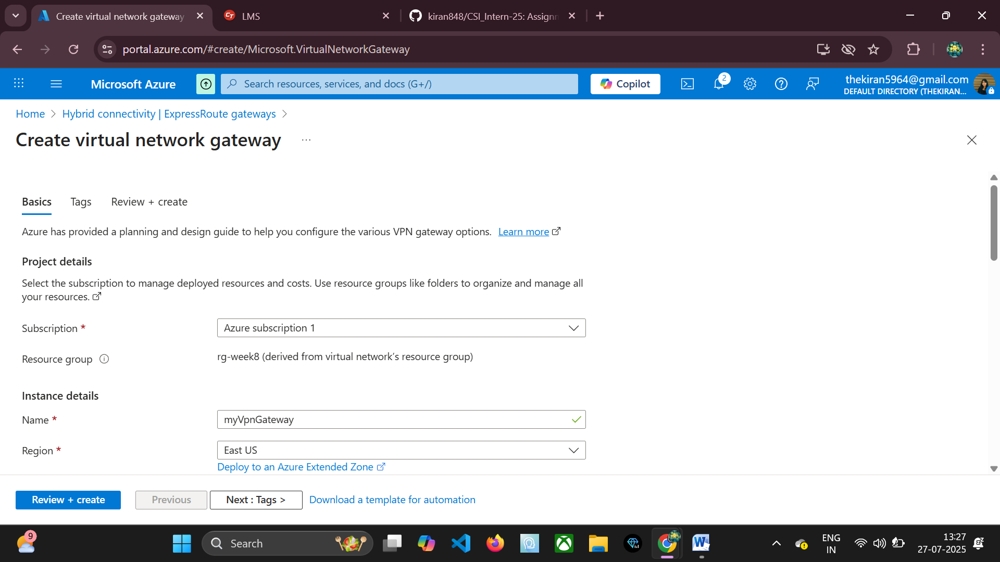 Create virtual network gateway
LMS
kiran848/CSI_Intern-25: Assignm
portal.azure.com/#create/Microsoft.VirtualNetworkGateway
Microsoft Azure
Search resources, services, and docs (G+/)
Copilot
2
thekiran5964@gmail.com
DEFAULT DIRECTORY (THEKIRAN...
Home > Hybrid connectivity | ExpressRoute gateways >
Create virtual network gateway ...
Basics
Tags
Review + create
Azure has provided a planning and design guide to help you configure the various VPN gateway options. Learn more
Project details
Select the subscription to manage deployed resources and costs. Use resource groups like folders to organize and manage all
your resources.
Subscription *
Azure subscription 1
Resource group
rg-week8 (derived from virtual network's resource group)
Instance details
Name *
myVpnGateway
Region *
East US
Deploy to an Azure Extended Zone
Review + create
Previous
Next : Tags >
Download a template for automation
9
Search
ENG
IN
13:27
27-07-2025